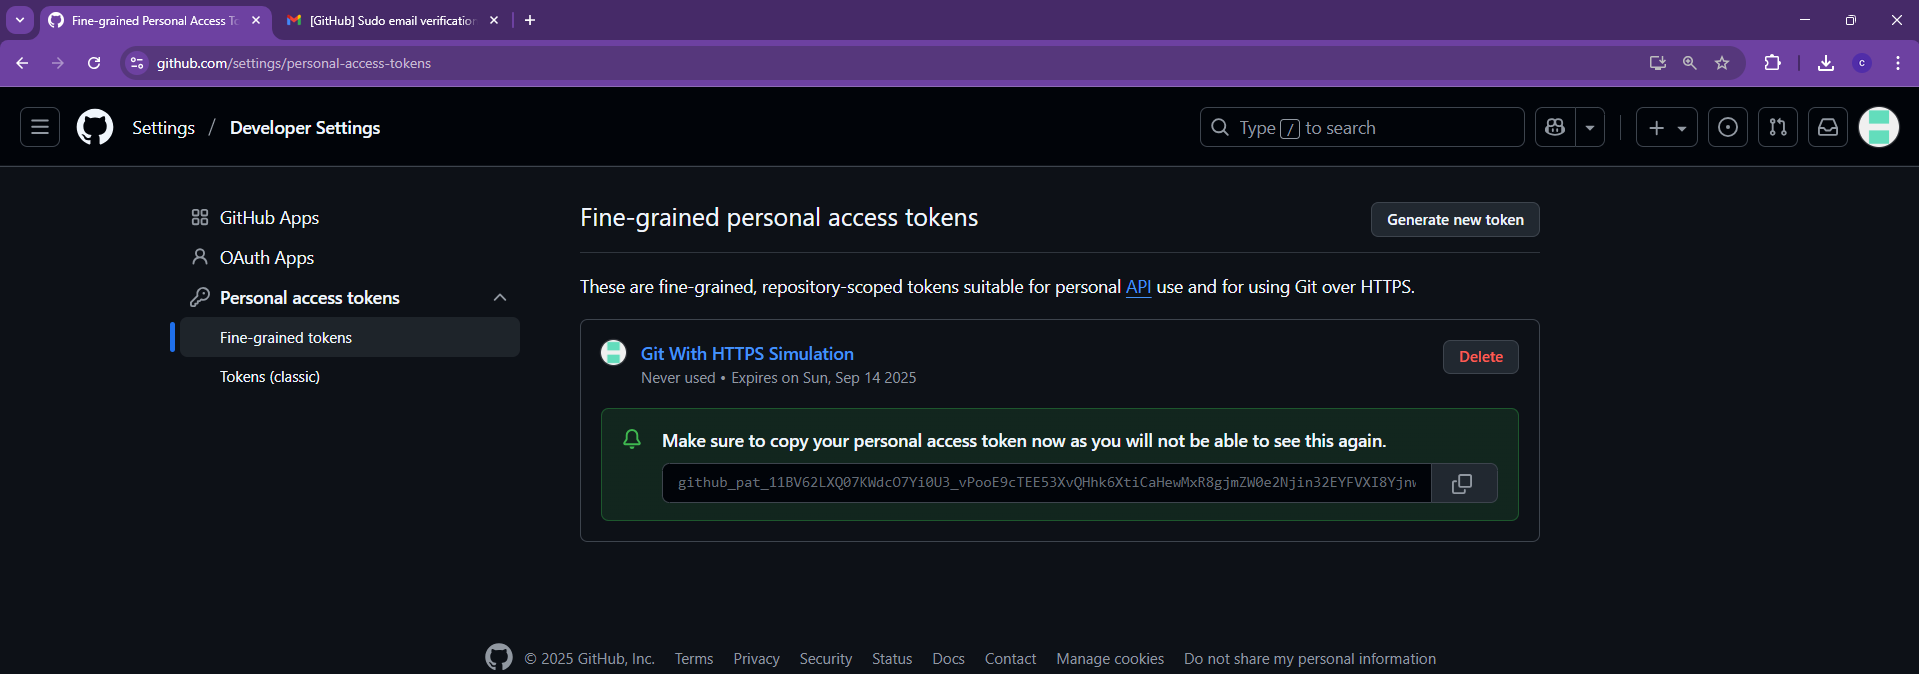 Fine-grained Personal Access To
[GitHub] Sudo email verification
github.com/settings/personal-access-tokens
c
Settings / Developer Settings
Type / to search
GitHub Apps
OAuth Apps
Personal access tokens
Fine-grained tokens
Tokens (classic)
Fine-grained personal access tokens
Generate new token
These are fine-grained, repository-scoped tokens suitable for personal API use and for using Git over HTTPS.
Git With HTTPS Simulation
Delete
Never used • Expires on Sun, Sep 14 2025
Make sure to copy your personal access token now as you will not be able to see this again.
github_pat_11BV62LXQ07KWdcO7Yi0U3_vPooE9cTEE53XvQHhk6XtiCaHewMxR8gjmZW0e2Njin32EYFVXI8Yjnw
© 2025 GitHub, Inc. Terms Privacy Security Status Docs Contact Manage cookies Do not share my personal information